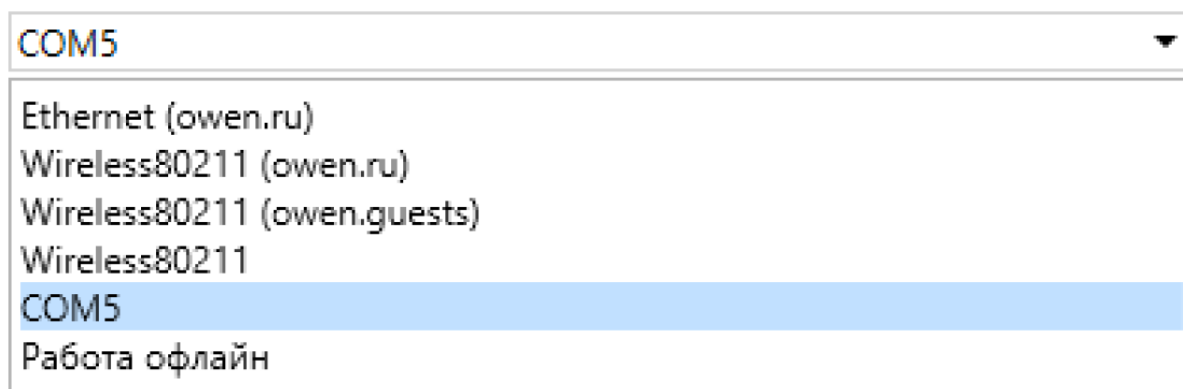 COM5
Ethernet (owen.ru)
Wireless80211 (owen.ru)
Wireless80211 (owen.guests)
Wireless80211
COM5
Работа офлайн